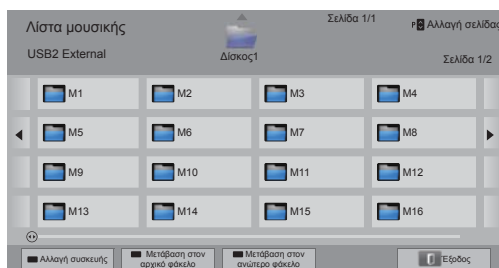 Λίστα μουσικής
Σελίδα 1/1
P Αλλαγή σελίδας
USB2 External
Δίσκος1
Σελίδα 1/2
M1 M2 M3 M4
M5 M6 M7 M8
M9 M10 M11 M12
M13 M14 M15 M16
Αλλαγή συσκευής
Μετάβαση στον
αρχικό φάκελο
Μετάβαση στον
ανώτερο φάκελο
Έξοδος